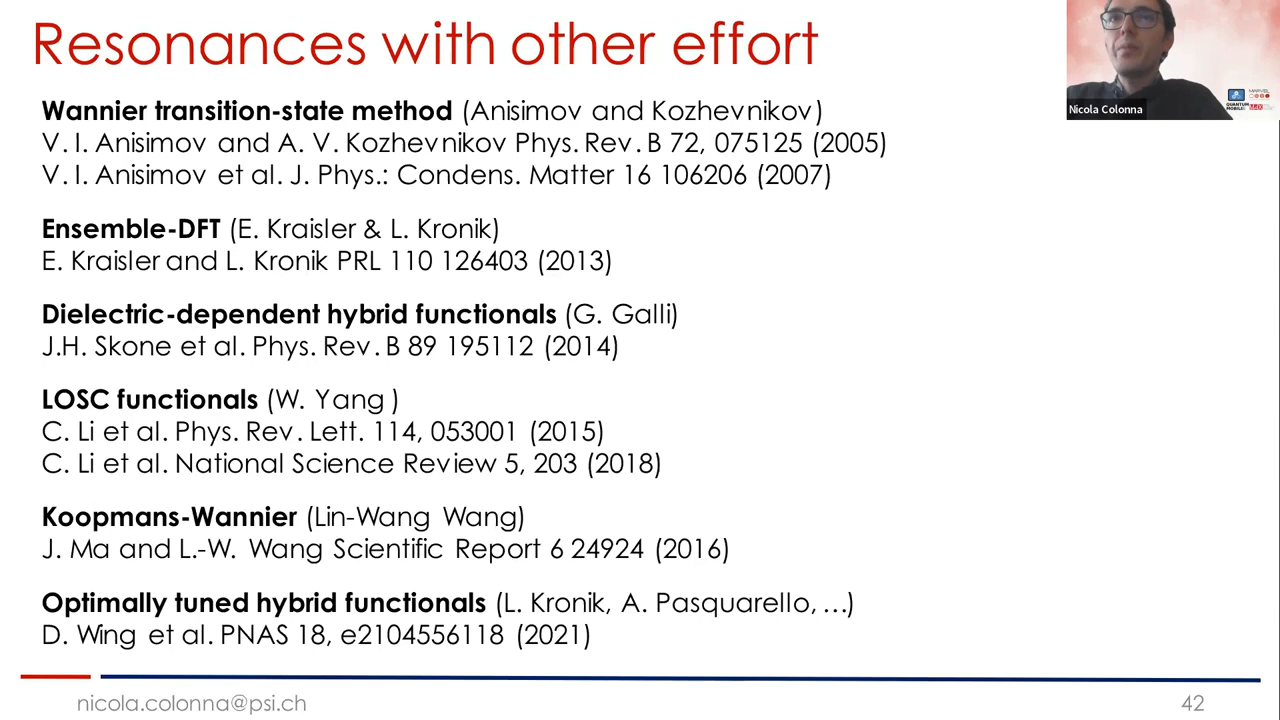 Resonances with other effort
Nicola Colonna
QUANTUM MOBILE
MARVEL
Wannier transition-state method (Anisimov and Kozhevnikov)
V. I. Anisimov and A. V. Kozhevnikov Phys. Rev. B 72, 075125 (2005)
V. I. Anisimov et al. J. Phys.: Condens. Matter 16 106206 (2007)
Ensemble-DFT (E. Kraisler & L. Kronik)
E. Kraisler and L. Kronik PRL 110 126403 (2013)
Dielectric-dependent hybrid functionals (G. Galli)
J.H. Skone et al. Phys. Rev. B 89 195112 (2014)
LOSC functionals (W. Yang )
C. Li et al. Phys. Rev. Lett. 114, 053001 (2015)
C. Li et al. National Science Review 5, 203 (2018)
Koopmans-Wannier (Lin-Wang Wang)
J. Ma and L.-W. Wang Scientific Report 6 24924 (2016)
Optimally tuned hybrid functionals (L. Kronik, A. Pasquarello, …)
D. Wing et al. PNAS 18, e2104556118 (2021)
nicola.colonna@psi.ch
42